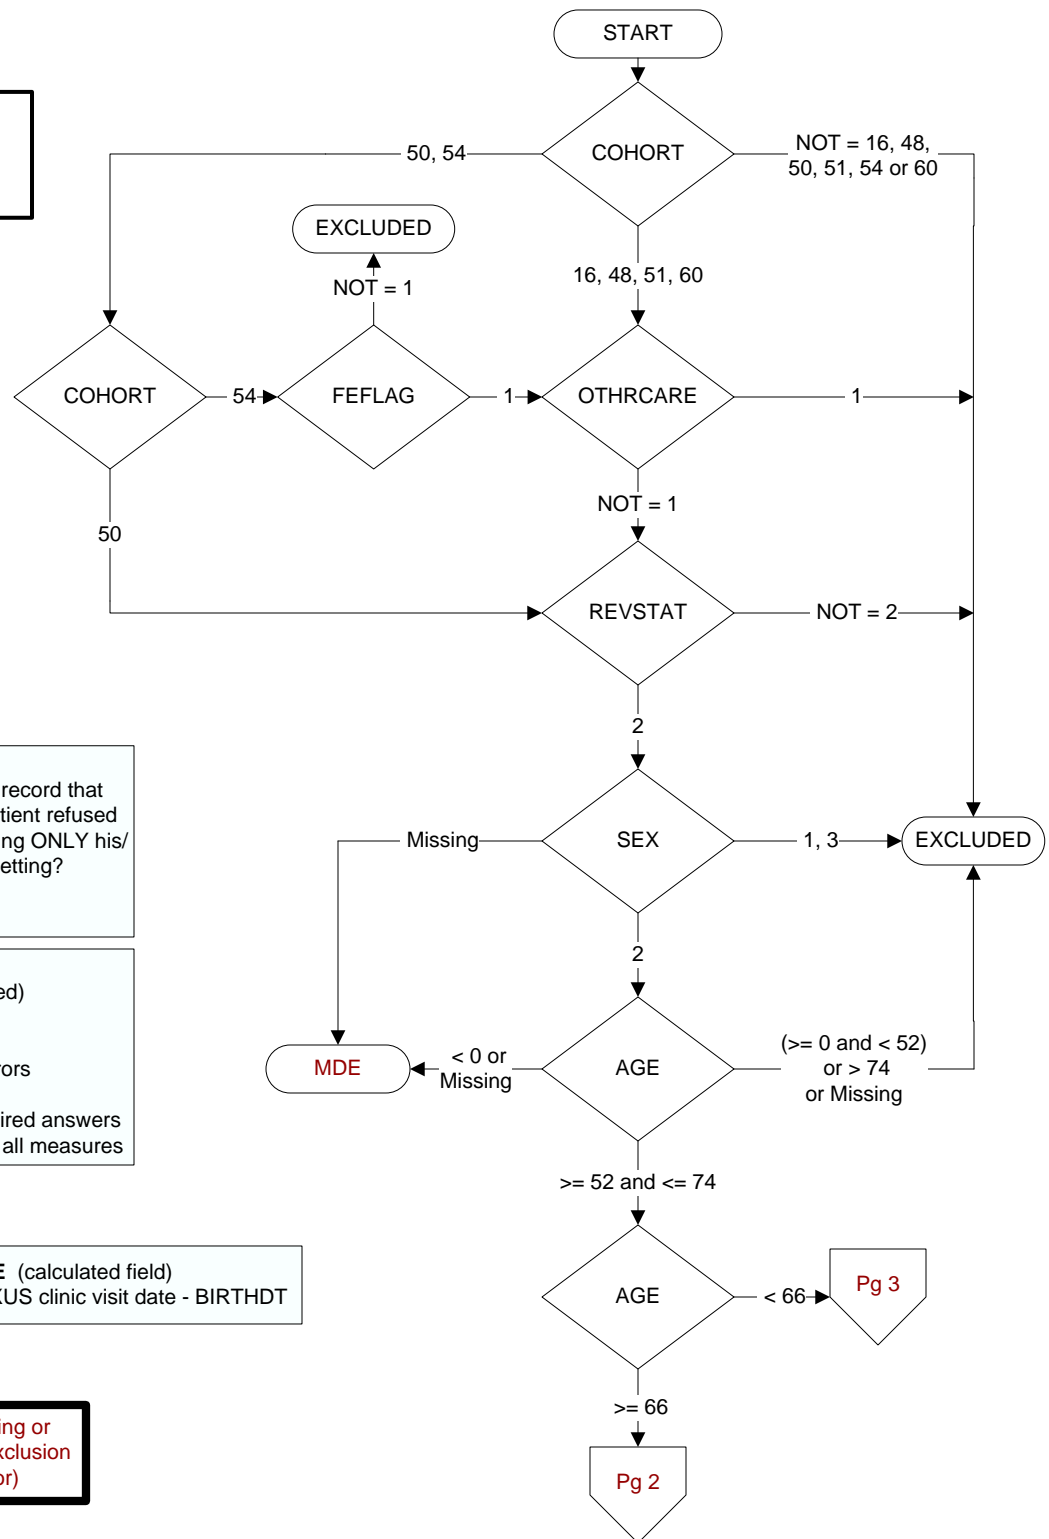 START
COHORT
50, 54
NOT = 16, 48,
50, 51, 54 or 60
EXCLUDED
NOT = 1
16, 48, 51, 60
COHORT
54
FEFLAG
1
OTHRCARE
1
NOT = 1
50
REVSTAT
NOT = 2
2
record that
tient refused
ng ONLY his/
etting?
Missing
SEX
1, 3
EXCLUDED
2
ed)
rors
ired answers
all measures
MDE
< 0 or
Missing
AGE
(>= 0 and < 52)
or > 74
or Missing
>= 52 and <= 74
E (calculated field)
KUS clinic visit date - BIRTHDT
AGE
< 66
Pg 3
>= 66
ing or
xclusion
or)
Pg 2